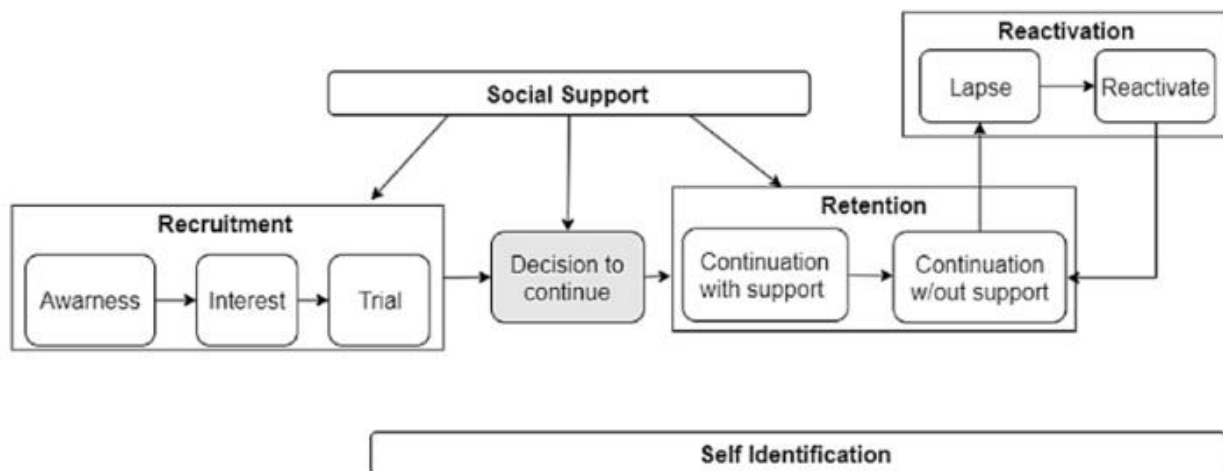 Reactivation
Lapse
Reactivate
Social Support
Recruitment
Awarness
Interest
Trial
Decision to
continue
Retention
Continuation
with support
Continuation
w/out support
Self Identification